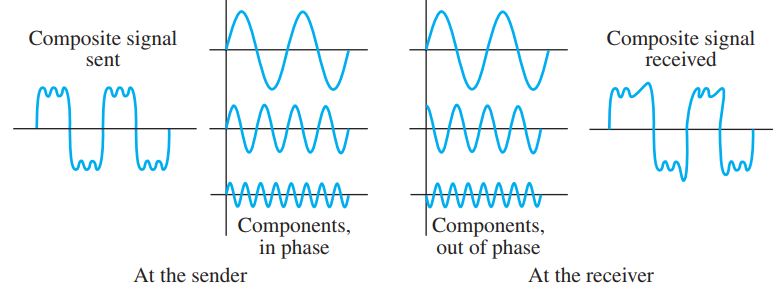 Composite signal
sent
Composite signal
received
Components,
in phase
Components,
out of phase
At the sender
At the receiver